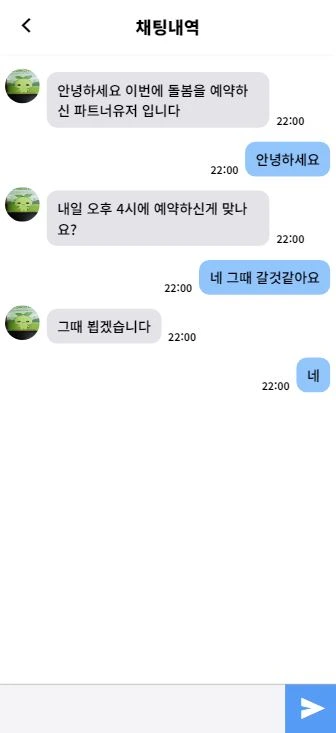 채팅내역
안녕하세요 이번에 돌봄을 예약하
신 파트너유저 입니다
22:00
안녕하세요
22:00
내일 오후 4시에 예약하신게 맞나
요?
22:00
네 그때 갈것같아요
22:00
그때 뵙겠습니다
22:00
네
22:00